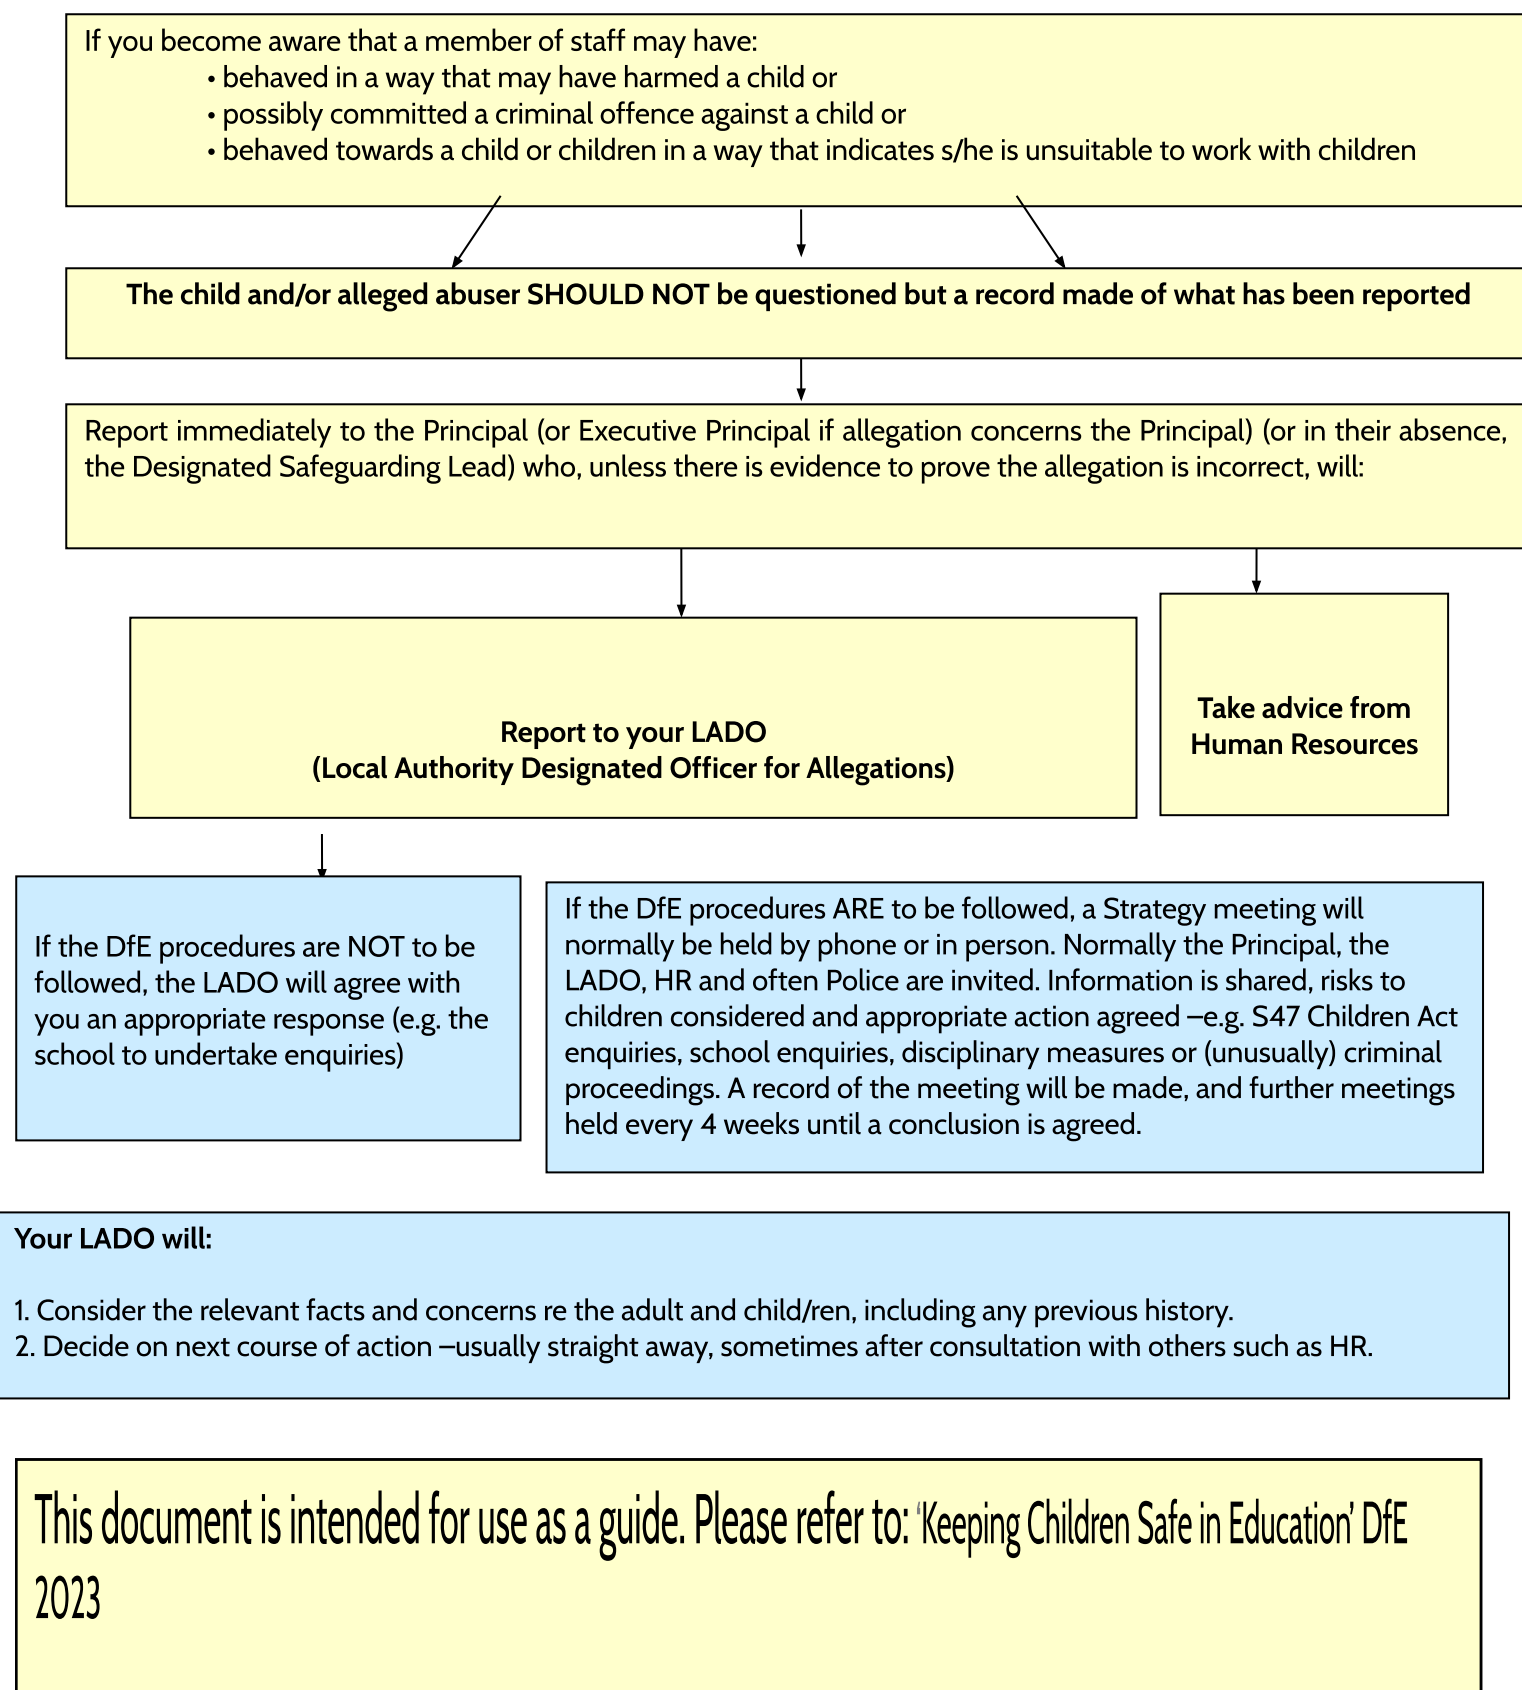 If you become aware that a member of staff may have:
• behaved in a way that may have harmed a child or
• possibly committed a criminal offence against a child or
• behaved towards a child or children in a way that indicates s/he is unsuitable to work with children
The child and/or alleged abuser SHOULD NOT be questioned but a record made of what has been reported
Report immediately to the Principal (or Executive Principal if allegation concerns the Principal) (or in their absence,
the Designated Safeguarding Lead) who, unless there is evidence to prove the allegation is incorrect, will:
Report to your LADO
(Local Authority Designated Officer for Allegations)
Take advice from
Human Resources
If the DfE procedures are NOT to be
followed, the LADO will agree with
you an appropriate response (e.g. the
school to undertake enquiries)
If the DfE procedures ARE to be followed, a Strategy meeting will
normally be held by phone or in person. Normally the Principal, the
LADO, HR and often Police are invited. Information is shared, risks to
children considered and appropriate action agreed –e.g. S47 Children Act
enquiries, school enquiries, disciplinary measures or (unusually) criminal
proceedings. A record of the meeting will be made, and further meetings
held every 4 weeks until a conclusion is agreed.
Your LADO will:
1. Consider the relevant facts and concerns re the adult and child/ren, including any previous history.
2. Decide on next course of action –usually straight away, sometimes after consultation with others such as HR.
This document is intended for use as a guide. Please refer to: ‘Keeping Children Safe in Education’ DfE
2023